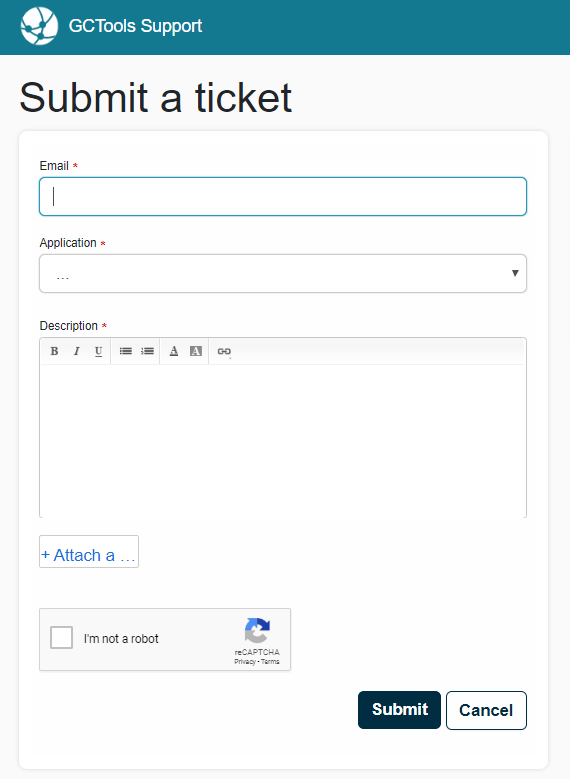 GCTools Support
Submit a ticket
Email *
Application *
...
Description *
B I U A A
+ Attach a ...
I'm not a robot
reCAPTCHA
Privacy - Terms
Submit Cancel